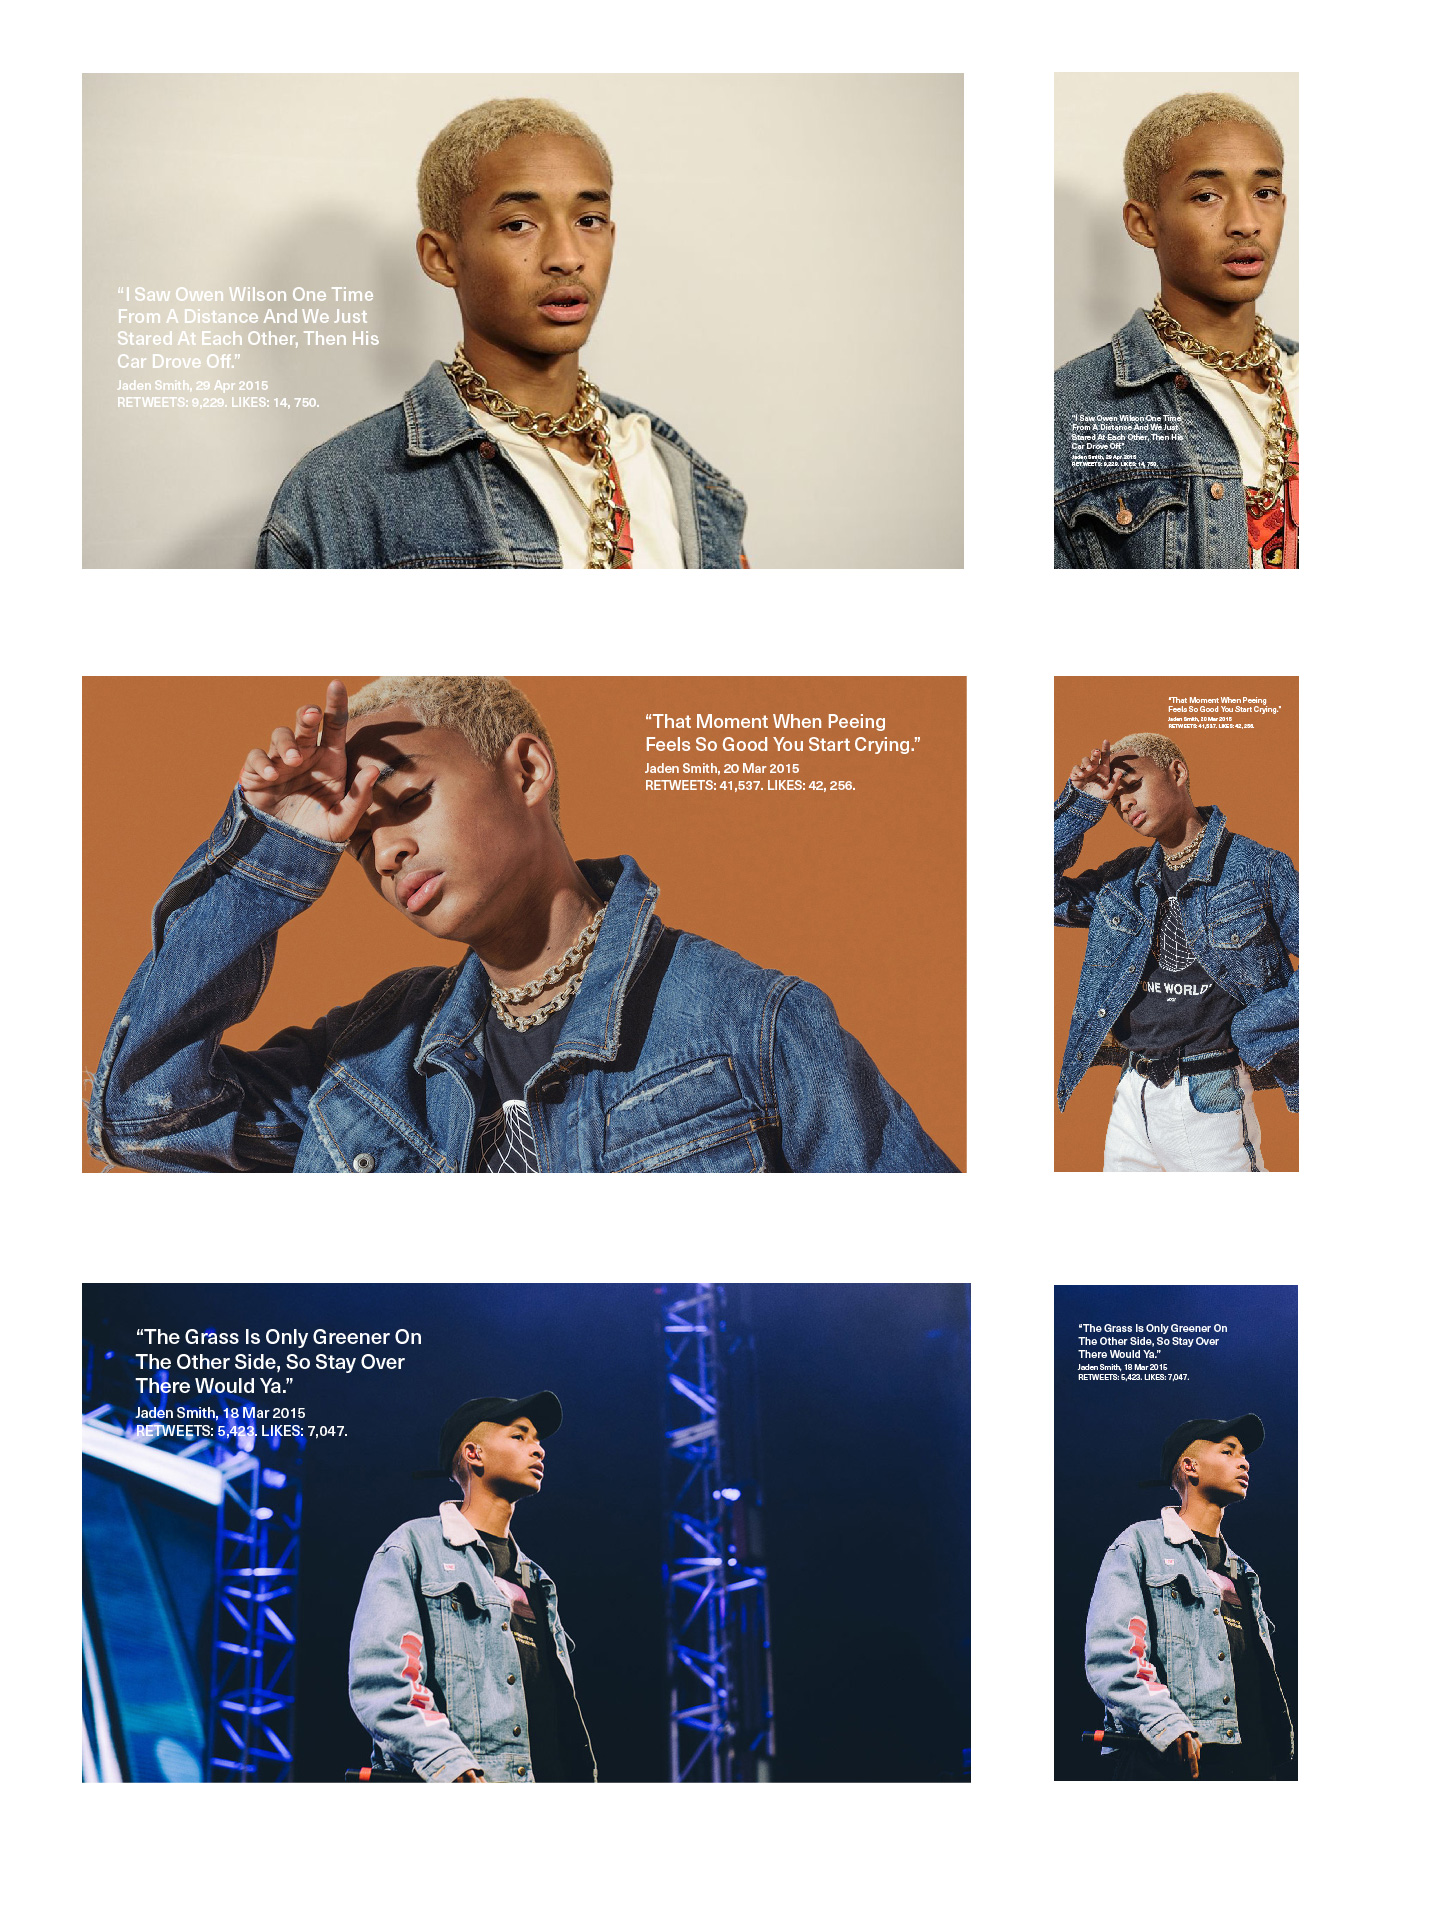 “I Saw Owen Wilson One Time
From A Distance And We Just
Stared At Each Other, Then His
Car Drove Off.”
Jaden Smith, 29 Apr 2015
RETWEETS: 9,229. LIKES: 14, 750.
“I Saw Owen Wilson One Time
From A Distance And We Just
Stared At Each Other, Then His
Car Drove Off.”
Jaden Smith, 29 Apr 2015
RETWEETS: 9,229. LIKES: 14, 750.
“That Moment When Peeing
Feels So Good You Start Crying.”
Jaden Smith, 20 Mar 2015
RETWEETS: 41,537. LIKES: 42, 256.
“That Moment When Peeing
Feels So Good You Start Crying.”
Jaden Smith, 20 Mar 2015
RETWEETS: 41,537. LIKES: 42, 256.
ONE WORLD
“The Grass Is Only Greener On
The Other Side, So Stay Over
There Would Ya.”
Jaden Smith, 18 Mar 2015
RETWEETS: 5,423. LIKES: 7,047.
“The Grass Is Only Greener On
The Other Side, So Stay Over
There Would Ya.”
Jaden Smith, 18 Mar 2015
RETWEETS: 5,423. LIKES: 7,047.